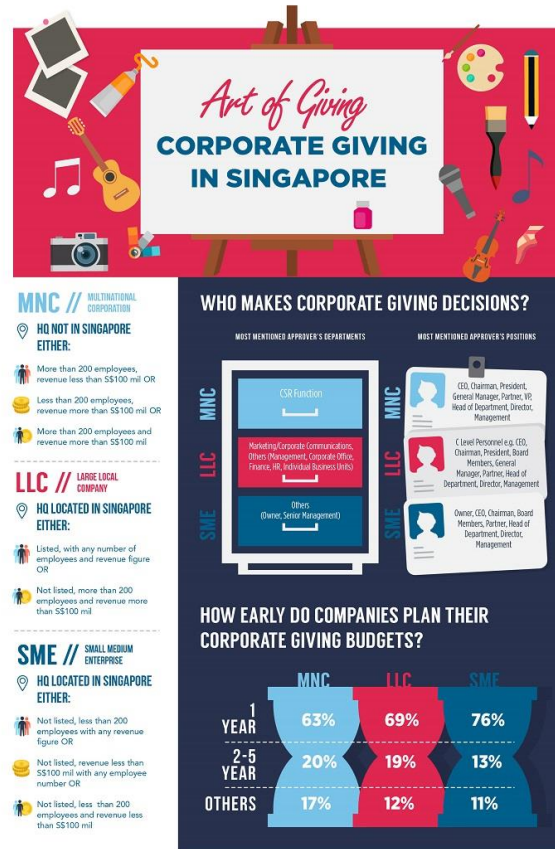 Art of Giving
CORPORATE GIVING
IN SINGAPORE
MNC // MULTINATIONAL
CORPORATION
HQ NOT IN SINGAPORE
EITHER:
More than 200 employees,
revenue less than S$100 mil OR
Less than 200 employees,
revenue more than S$100 mil OR
More than 200 employees and
revenue more than S$100 mil
LLC // LARGE LOCAL
COMPANY
HQ LOCATED IN SINGAPORE
EITHER:
Listed, with any number of
employees and revenue figure
OR
Not listed, more than 200
employees and revenue more
than S$100 mil
SME // SMALL MEDIUM
ENTERPRISE
HQ LOCATED IN SINGAPORE
EITHER:
Not listed, less than 200
employees with any revenue
figure OR
Not listed, revenue less than
S$100 mil with any employee
number OR
Not listed, less than 200
employees and revenue less
than S$100 mil
WHO MAKES CORPORATE GIVING DECISIONS?
MOST MENTIONED APPROVER'S DEPARTMENTS
MNC
CSR Function
LLC
Marketing/Corporate Communications,
Others (Management, Corporate Office,
Finance, HR, Individual Business Units)
SME
Others
(Owner, Senior Management)
MOST MENTIONED APPROVER'S POSITIONS
MNC
CEO, Chairman, President,
General Manager, Partner, VP,
Head of Department, Director,
Management
LLC
C Level Personnel e.g. CEO,
Chairman, President, Board
Members, General
Manager, Partner, Head of
Department, Director, Management
SME
Owner, CEO, Chairman, Board
Members, Partner, Head of
Department, Director,
Management
HOW EARLY DO COMPANIES PLAN THEIR
CORPORATE GIVING BUDGETS?
MNC LLC SME
1
YEAR
63% 69% 76%
2-5
YEAR
20% 19% 13%
OTHERS 17% 12% 11%